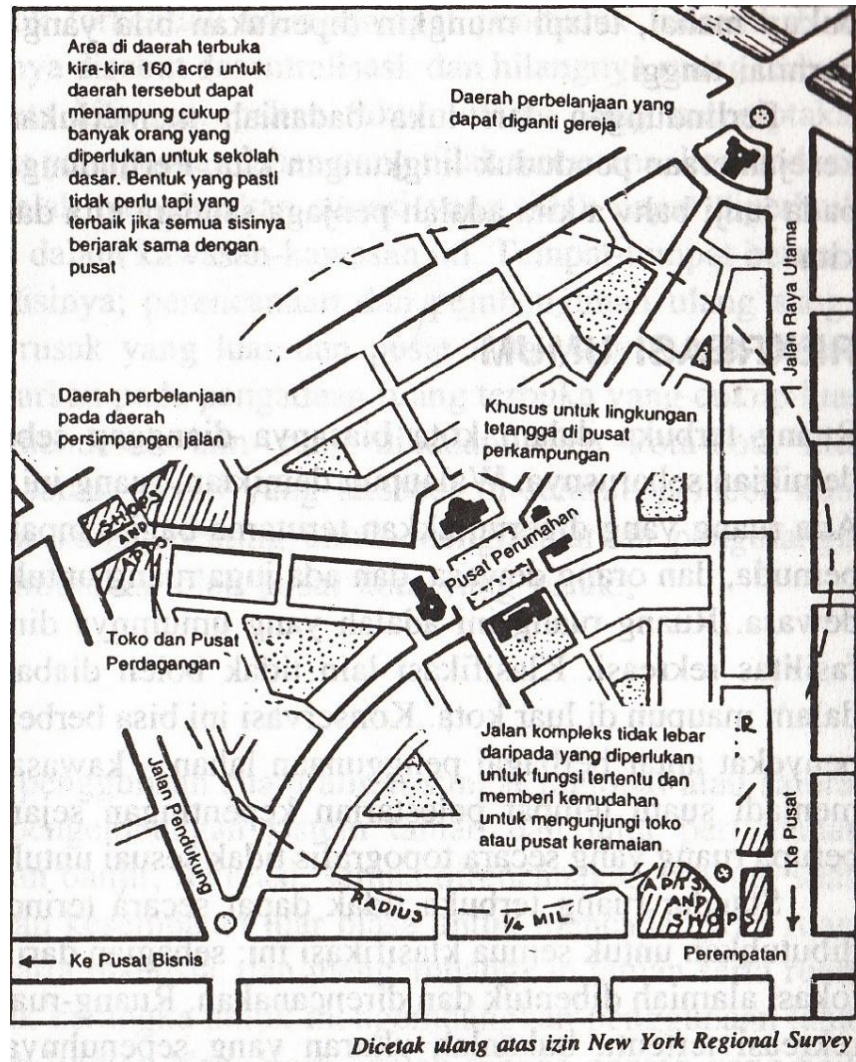 Area di daerah terbuka
kira-kira 160 acre untuk
daerah tersebut dapat
menampung cukup
banyak orang yang
diperlukan untuk sekolah
dasar. Bentuk yang pasti
tidak perlu tapi yang
terbaik jika semua sisinya
berjarak sama dengan
pusat
Daerah perbelanjaan yang
dapat diganti gereja
Jalan Raya Utama
Daerah perbelanjaan
pada daerah
persimpangan jalan
Khusus untuk lingkungan
tetangga di pusat
perkampungan
SHOPS
AND
APTS
Pusat Perumahan
Toko dan Pusat
Perdagangan
Jalan Pandukung
Jalan kompleks tidak lebar
daripada yang diperlukan
untuk fungsi tertentu dan
memberi kemudahan
untuk mengunjungi toko
atau pusat keramaian
Ke Pusat
RADIUS
1/4 MILE
APTS
AND
SHOPS
Ke Pusat Bisnis
Perempatan
Dicetak ulang atas izin New York Regional Survey